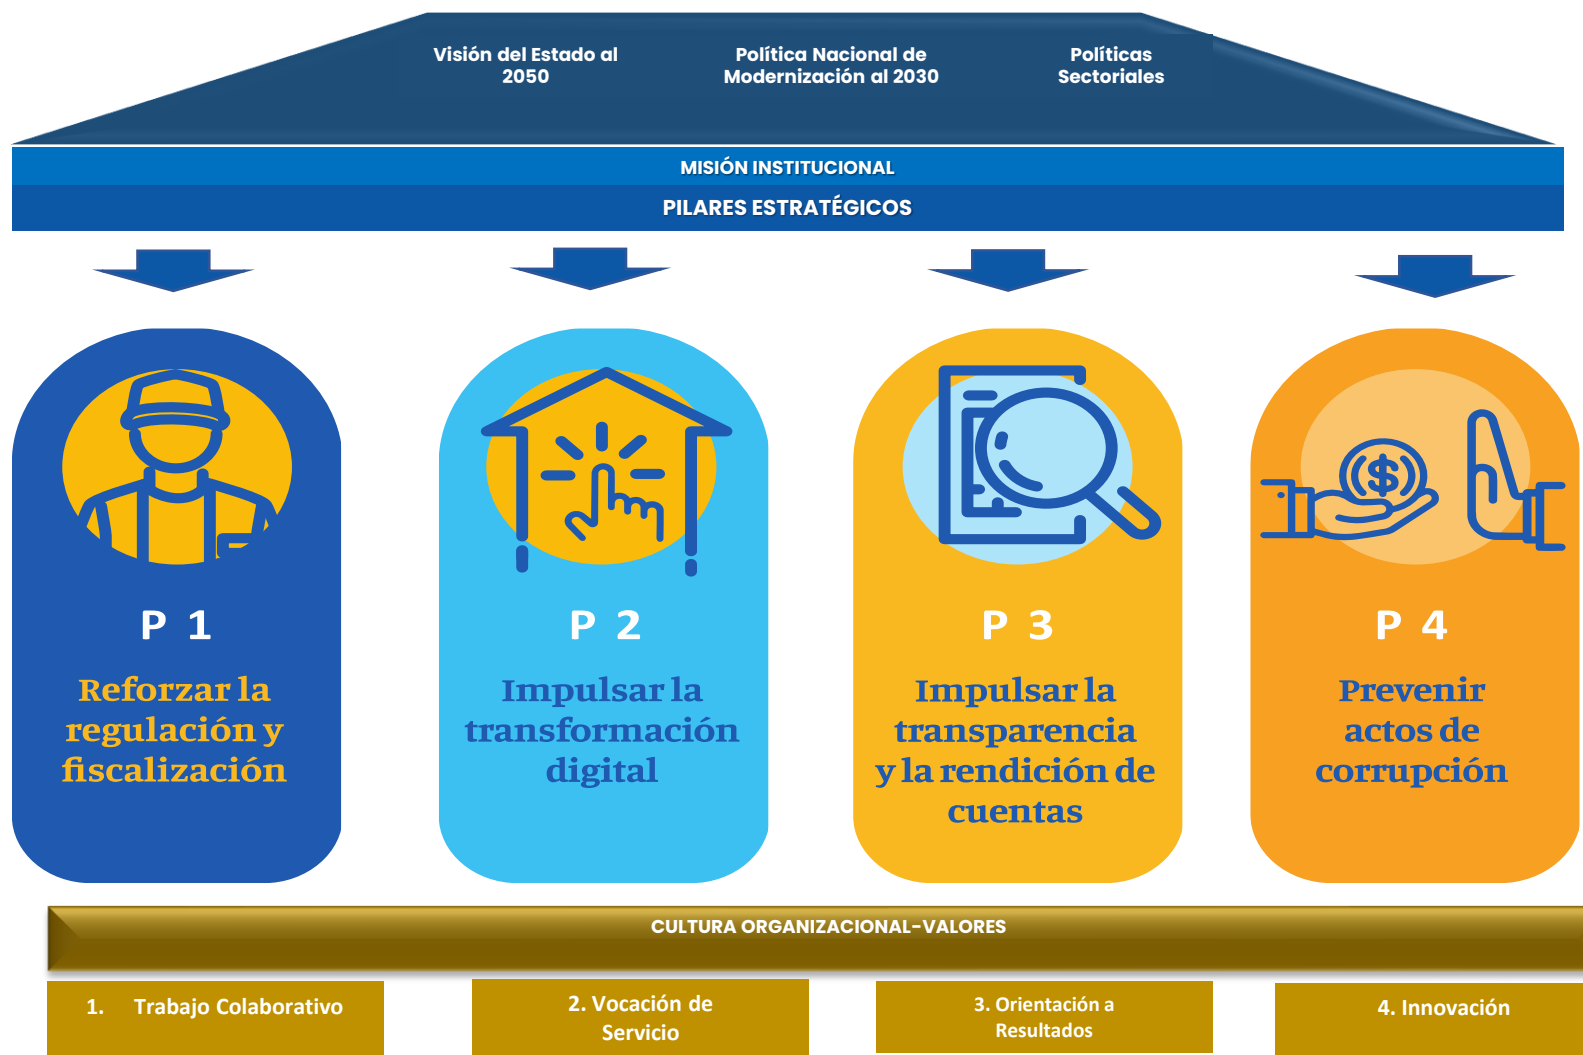 Visión del Estado al
2050
Política Nacional de
Modernización al 2030
Políticas
Sectoriales
MISIÓN INSTITUCIONAL
PILARES ESTRATÉGICOS
P 1
Reforzar la
regulación y
fiscalización
P 2
Impulsar la
transformación
digital
P 3
Impulsar la
transparencia
y la rendición de
cuentas
$
P 4
Prevenir
actos de
corrupción
CULTURA ORGANIZACIONAL-VALORES
1. Trabajo Colaborativo
2. Vocación de
Servicio
3. Orientación a
Resultados
4. Innovación